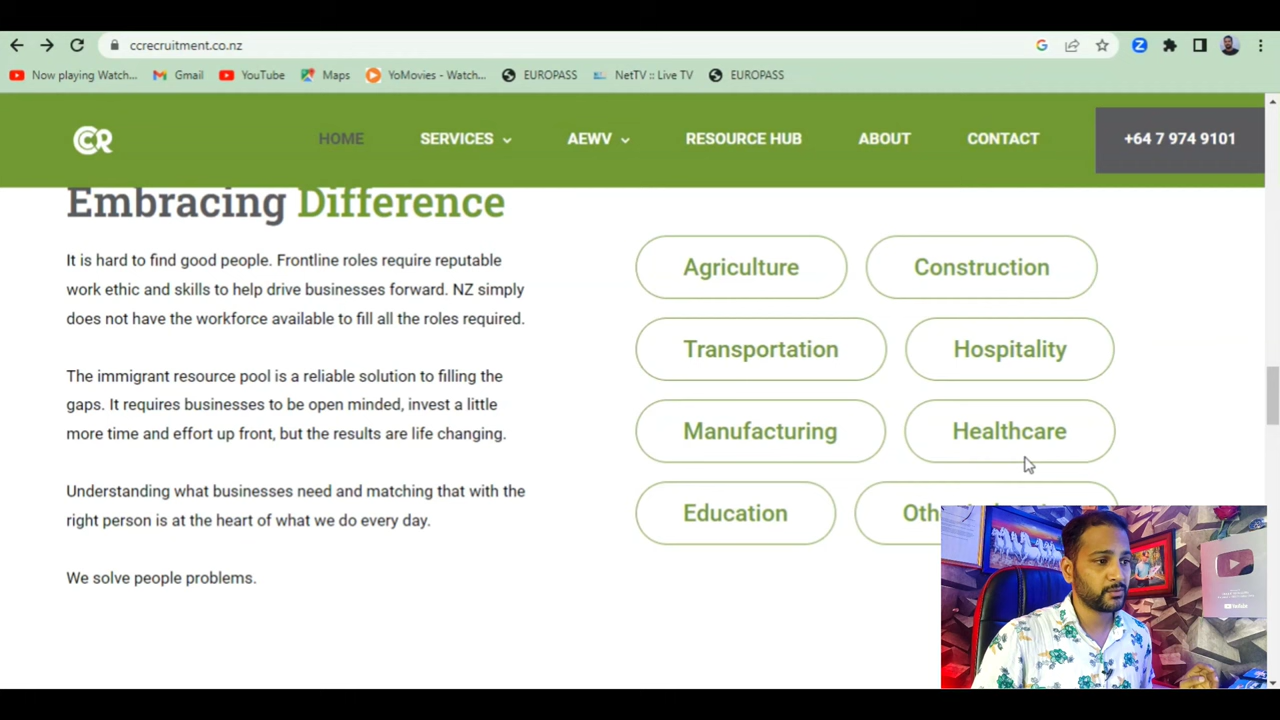 ccrecruitment.co.nz
Now playing Watch...
Gmail
YouTube
Maps
YoMovies - Watch...
EUROPASS
NetTV :: Live TV
EUROPASS
CR
HOME
SERVICES
AEWV
RESOURCE HUB
ABOUT
CONTACT
+64 7 974 9101
Embracing Difference
It is hard to find good people. Frontline roles require reputable
work ethic and skills to help drive businesses forward. NZ simply
does not have the workforce available to fill all the roles required.
The immigrant resource pool is a reliable solution to filling the
gaps. It requires businesses to be open minded, invest a little
more time and effort up front, but the results are life changing.
Understanding what businesses need and matching that with the
right person is at the heart of what we do every day.
We solve people problems.
Agriculture
Construction
Transportation
Hospitality
Manufacturing
Healthcare
Education
YouTube